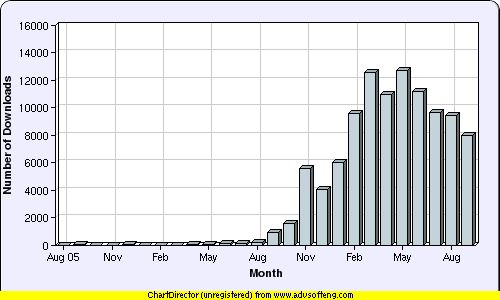 16000
14000
12000
10000
8000
6000
4000
2000
0
Number of Downloads
Aug 05 Nov Feb May Aug Nov Feb May Aug
Month
ChartDirector (unregistered) from www.advsofteng.com